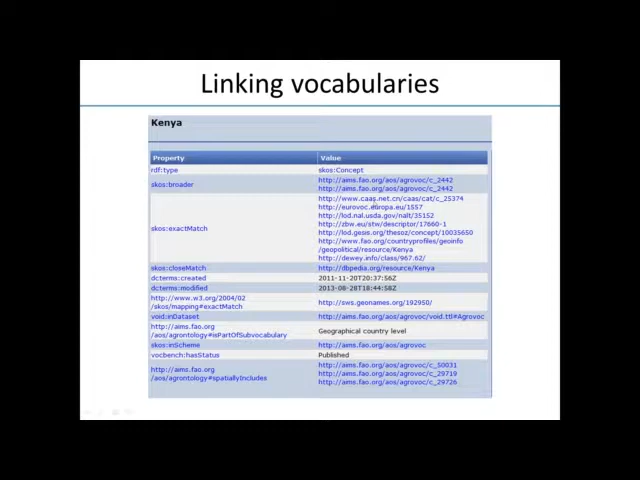 Linking vocabularies
Kenya
Property Value
rdf:type skos:Concept
skos:broader http://aims.fao.org/aos/agrovoc/c_2442
http://aims.fao.org/aos/agrovoc/c_2442
skos:exactMatch http://www.caas.net.cn/caas/cat/c_25374
http://eurovoc.europa.eu/1557
http://lod.nal.usda.gov/nalt/35152
http://zbw.eu/stw/descriptor/17660-1
http://lod.gesis.org/thesoz/concept/10035650
http://www.fao.org/countryprofiles/geoinfo
/geopolitical/resource/Kenya
http://dewey.info/class/967.62/
skos:closeMatch http://dbpedia.org/resource/Kenya
dcterms:created 2011-11-20T20:37:56Z
dcterms:modified 2013-08-28T18:44:58Z
http://www.w3.org/2004/02
/skos/mapping#exactMatch http://sws.geonames.org/192950/
void:inDataset http://aims.fao.org/aos/agrovoc/void.ttl#Agrovoc
http://aims.fao.org
/aos/agrontology#isPartOfSubvocabulary Geographical country level
skos:inScheme http://aims.fao.org/aos/agrovoc
vocbench:hasStatus Published
http://aims.fao.org
/aos/agrontology#spatiallyIncludes http://aims.fao.org/aos/agrovoc/c_50031
http://aims.fao.org/aos/agrovoc/c_29719
http://aims.fao.org/aos/agrovoc/c_29726